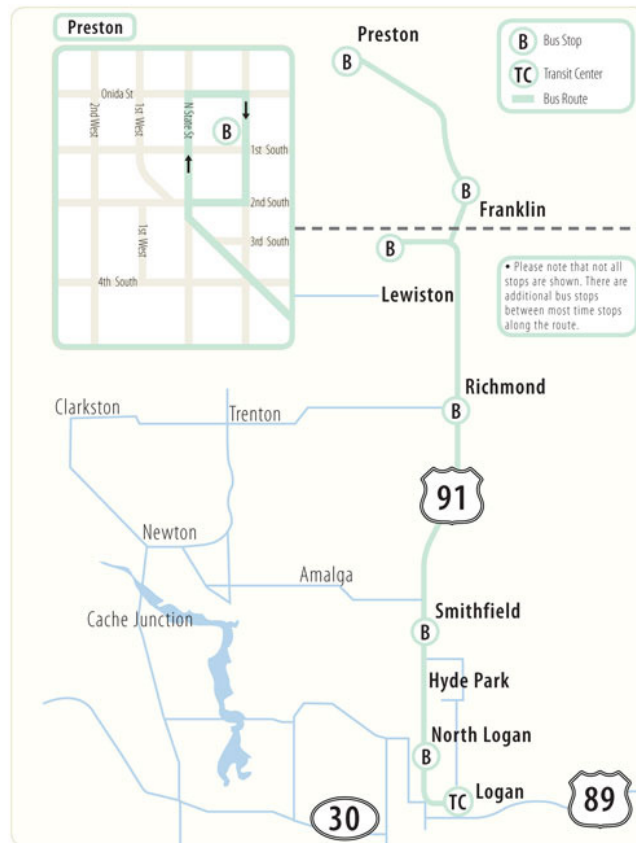 Preston
Onida St
2nd West
1st West
N State St
B
1st South
2nd South
1st West
3rd South
4th South
Preston
B
B
Bus Stop
TC
Transit Center
Bus Route
B
Franklin
B
Lewiston
• Please note that not all
stops are shown. There are
additional bus stops
between most time stops
along the route.
Richmond
B
Clarkston
Trenton
91
Newton
Amalga
Cache Junction
Smithfield
B
Hyde Park
North Logan
B
Logan
TC
30
89